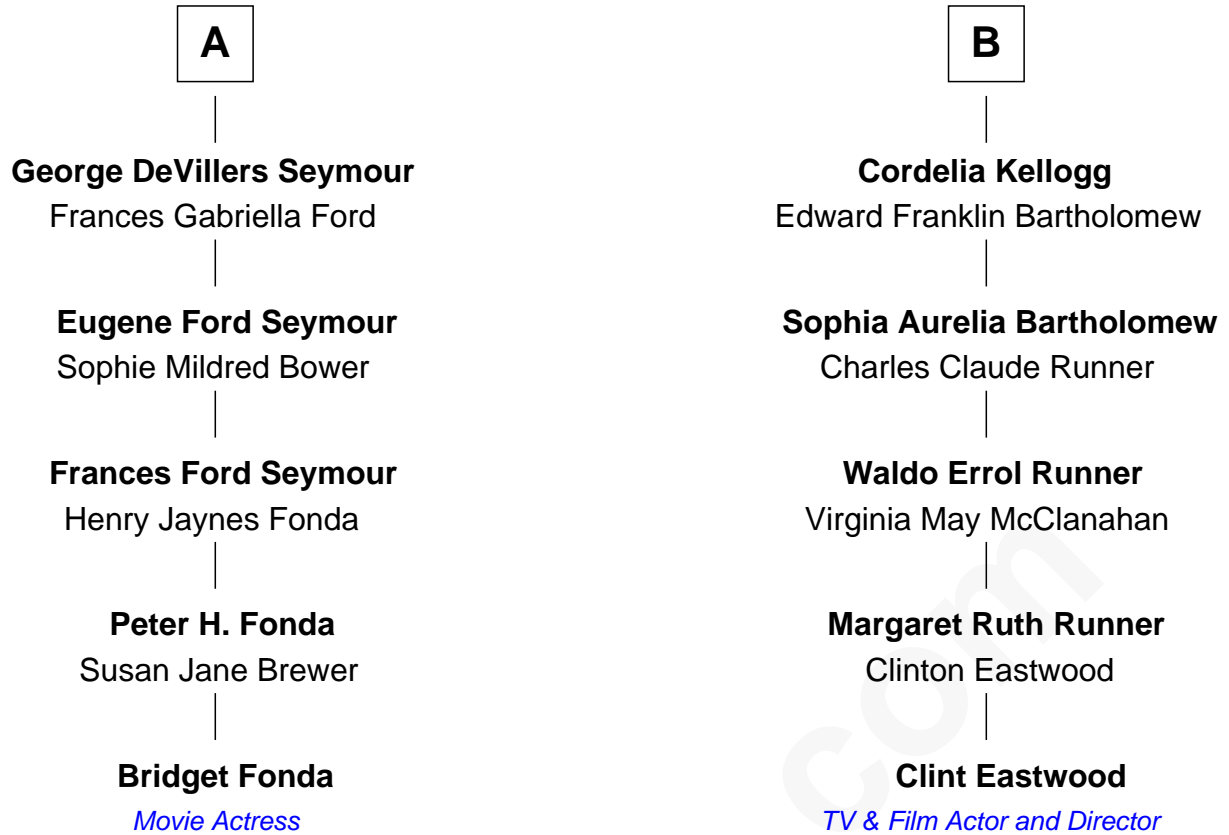 A
George DeVillers Seymour
Frances Gabriella Ford
Eugene Ford Seymour
Sophie Mildred Bower
Frances Ford Seymour
Henry Jaynes Fonda
Peter H. Fonda
Susan Jane Brewer
Bridget Fonda
Movie Actress
B
Cordelia Kellogg
Edward Franklin Bartholomew
Sophia Aurelia Bartholomew
Charles Claude Runner
Waldo Errol Runner
Virginia May McClanahan
Margaret Ruth Runner
Clinton Eastwood
Clint Eastwood
TV & Film Actor and Director
com